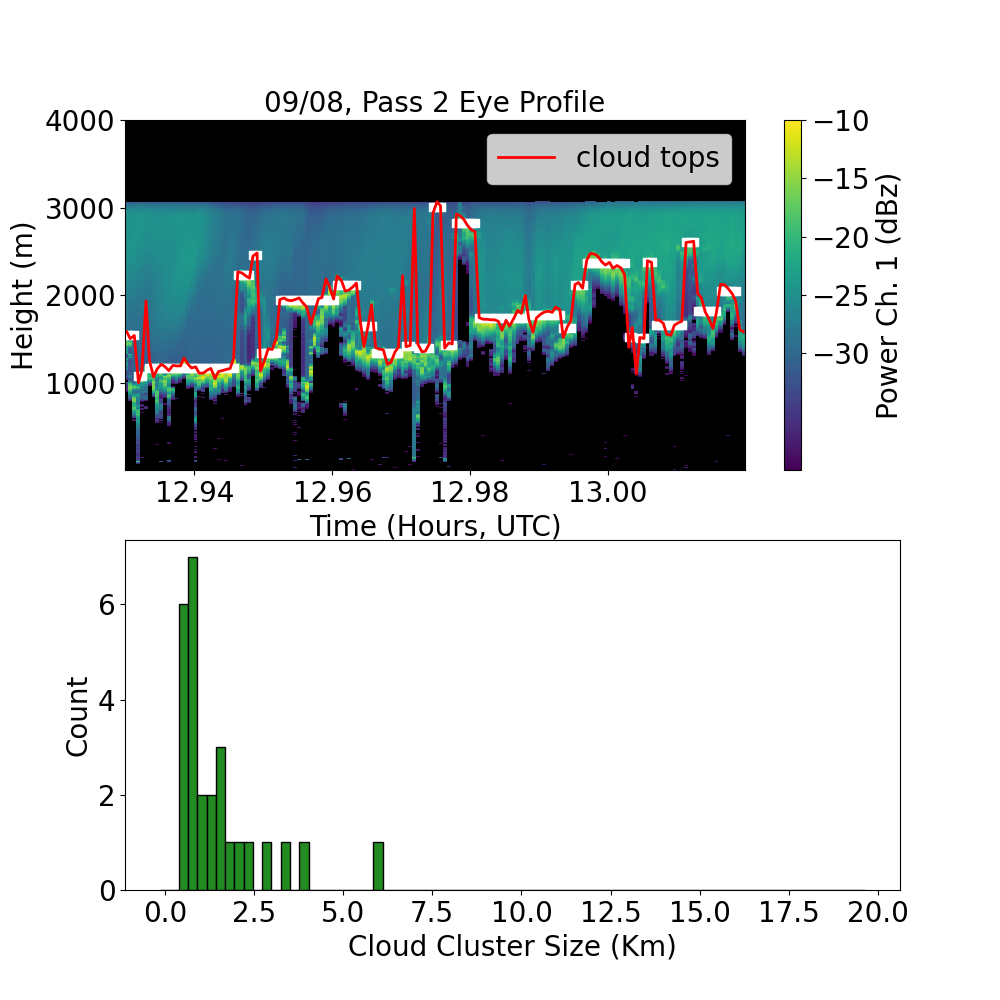 09/08, Pass 2 Eye Profile
4000
3000
2000
1000
Height (m)
cloud tops
12.94 12.96 12.98 13.00
Time (Hours, UTC)
−10
−15
−20
−25
−30
Power Ch. 1 (dBz)
6
4
2
0
Count
0.0 2.5 5.0 7.5 10.0 12.5 15.0 17.5 20.0
Cloud Cluster Size (Km)